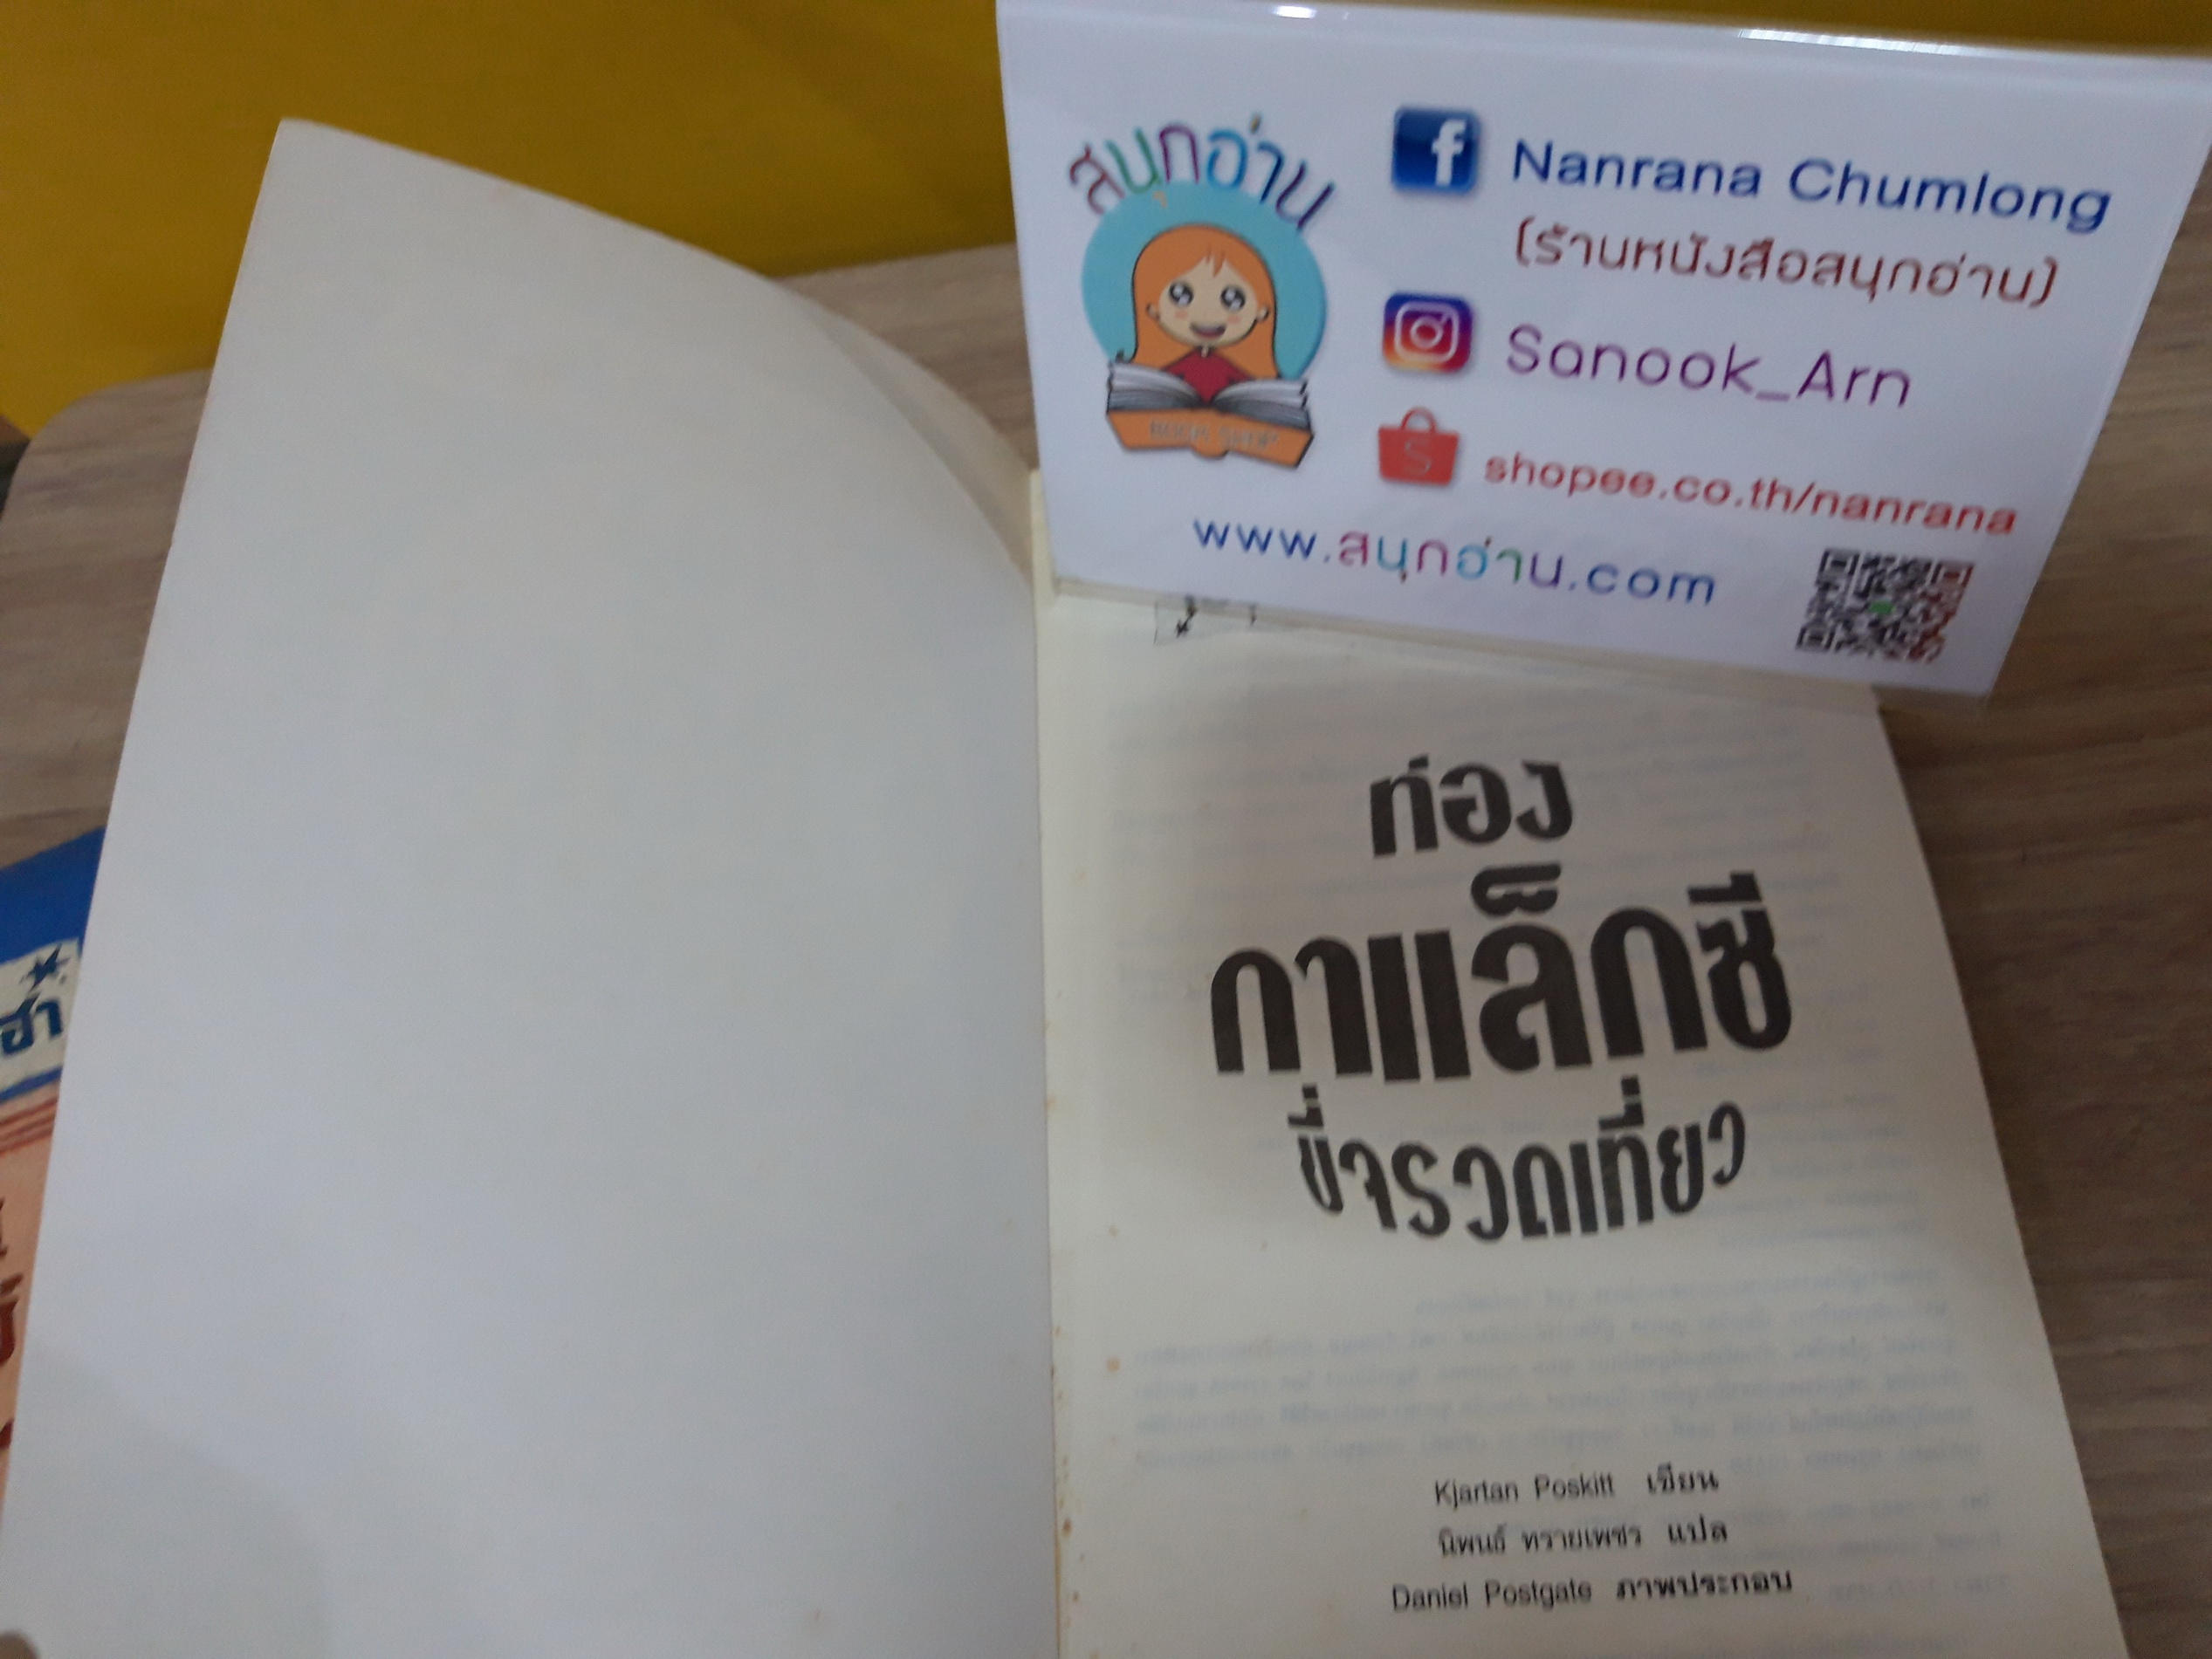 สนุกอ่าน
BOOK SHOP
Nanrana Chumlong
(ร้านหนังสือสนุกอ่าน)
Sanook_Arn
shopee.co.th/nanrana
www.สนุกอ่าน.com
ท่อง
กาแล็กซี
ขี่จรวดเที่ยว
Kjartan Poskitt เขียน
นิพนธ์ ทรายเพชร แปล
Daniel Postgate ภาพประกอบ
ฮ่า